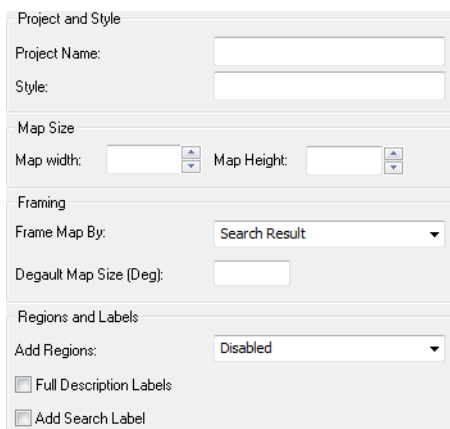 Project and Style
Project Name:
Style:
Map Size
Map width: Map Height:
Framing
Frame Map By: Search Result
Degault Map Size (Deg):
Regions and Labels
Add Regions: Disabled
Full Description Labels
Add Search Label